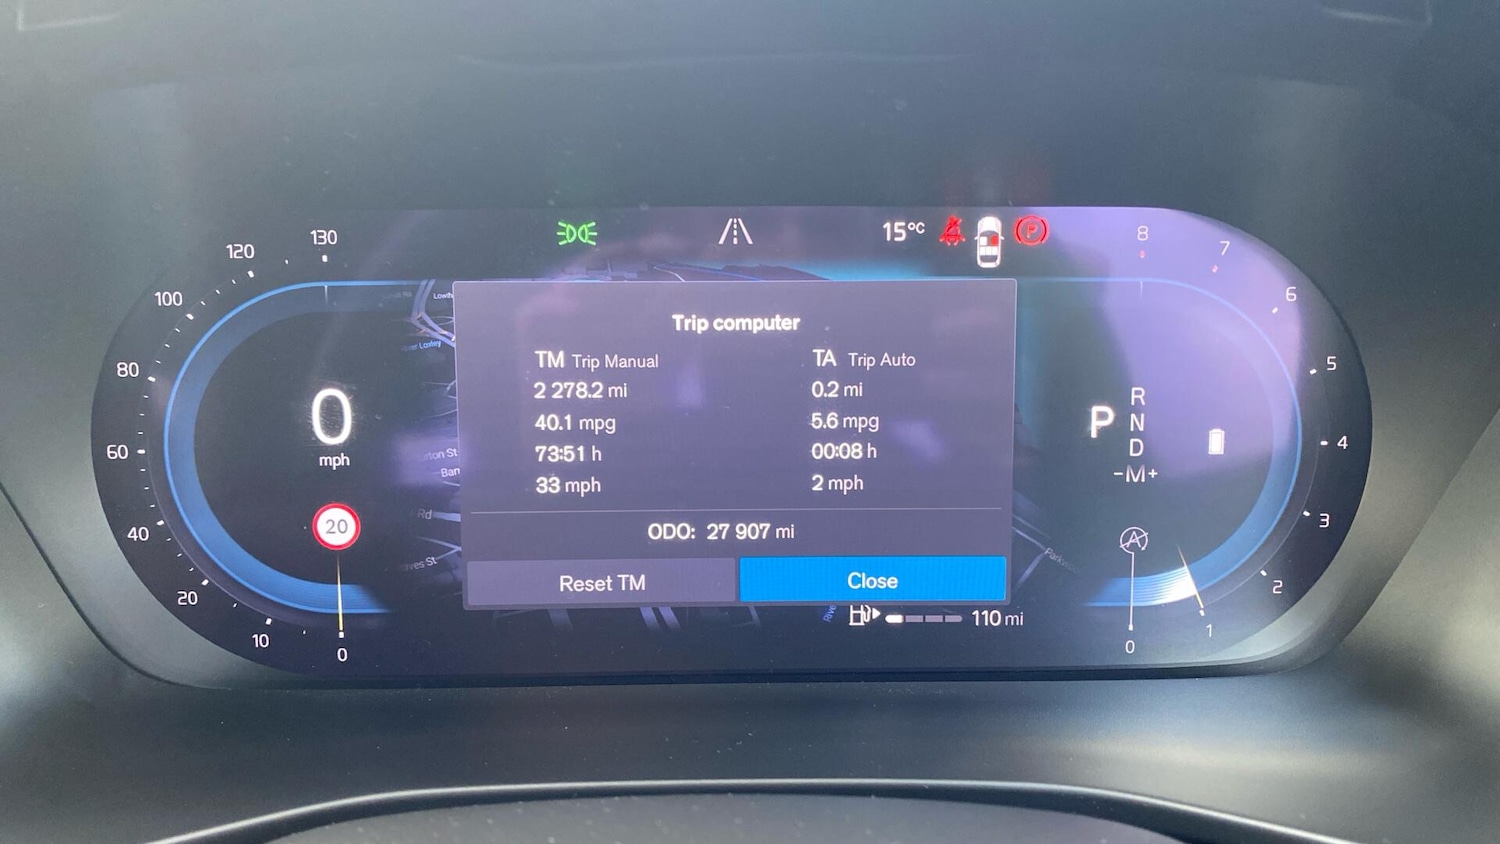 15°C
P
130
120
100
80
60
40
20
10
0
0
mph
20
8
7
6
5
4
3
2
1
0
Trip computer
TM Trip Manual
2 278.2 mi
40.1 mpg
73:51 h
33 mph
TA Trip Auto
0.2 mi
5.6 mpg
00:08 h
2 mph
ODO: 27 907 mi
Reset TM
Close
P
R
N
D
-M+
A
110 mi
Loxley
Rd
St